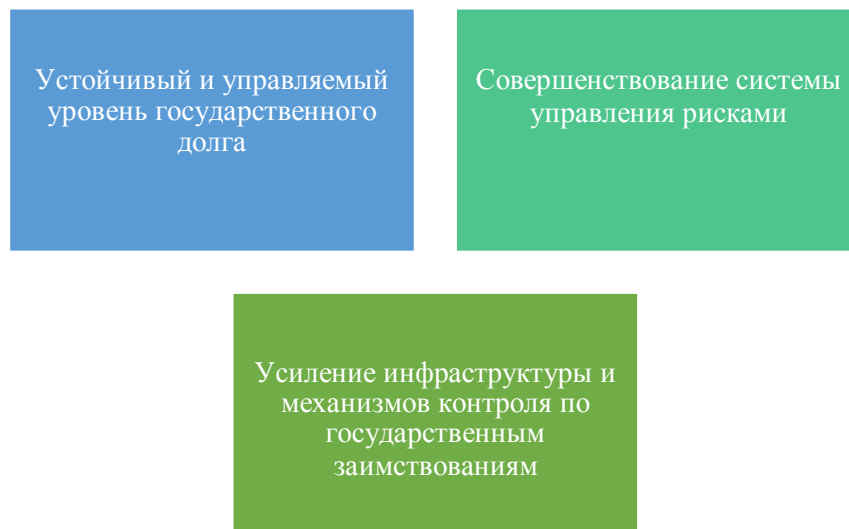 Устойчивый и управляемый
уровень государственного
долга
Совершенствование системы
управления рисками
Усиление инфраструктуры и
механизмов контроля по
государственным
заимствованиям